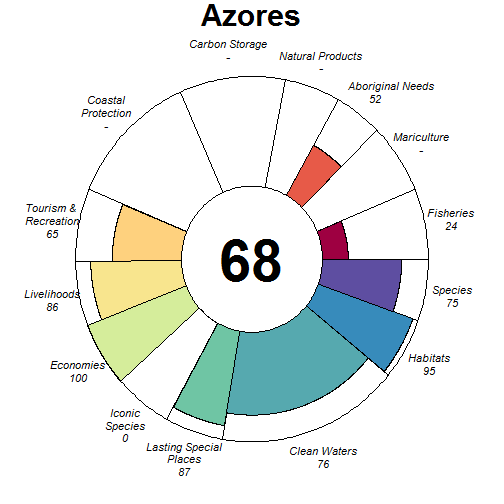 Azores
Carbon Storage
-
Natural Products
-
Aboriginal Needs
52
Mariculture
-
Fisheries
24
Species
75
Habitats
95
Clean Waters
76
Lasting Special
Places
87
Iconic
Species
0
Economies
100
Livelihoods
86
Tourism &
Recreation
65
Coastal
Protection
-
68